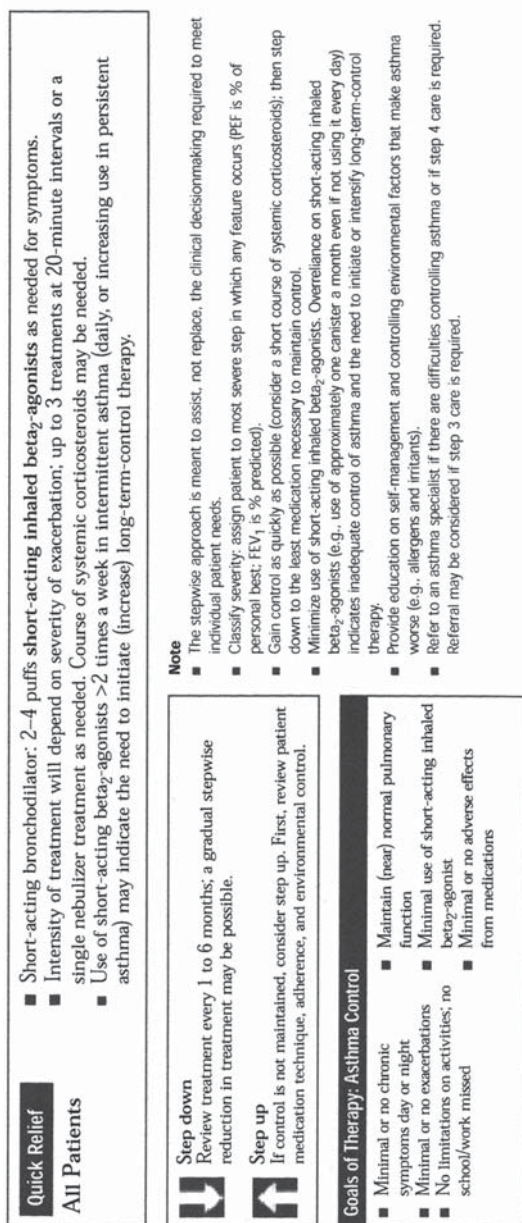 Quick Relief
All Patients
■ Short-acting bronchodilator: 2–4 puffs short-acting inhaled beta₂-agonists as needed for symptoms.
■ Intensity of treatment will depend on severity of exacerbation; up to 3 treatments at 20-minute intervals or a
single nebulizer treatment as needed. Course of systemic corticosteroids may be needed.
■ Use of short-acting beta₂-agonists >2 times a week in intermittent asthma (daily, or increasing use in persistent
asthma) may indicate the need to initiate (increase) long-term-control therapy.
Step down
Review treatment every 1 to 6 months; a gradual stepwise
reduction in treatment may be possible.
Step up
If control is not maintained, consider step up. First, review patient
medication technique, adherence, and environmental control.
Goals of Therapy: Asthma Control
■ Minimal or no chronic
symptoms day or night
■ Minimal or no exacerbations
■ No limitations on activities; no
school/work missed
■ Maintain (near) normal pulmonary
function
■ Minimal use of short-acting inhaled
beta₂-agonist
■ Minimal or no adverse effects
from medications
Note
■ The stepwise approach is meant to assist, not replace, the clinical decisionmaking required to meet
individual patient needs.
■ Classify severity: assign patient to most severe step in which any feature occurs (PEF is % of
personal best; FEV₁ is % predicted).
■ Gain control as quickly as possible (consider a short course of systemic corticosteroids); then step
down to the least medication necessary to maintain control.
■ Minimize use of short-acting inhaled beta₂-agonists. Overreliance on short-acting inhaled
beta₂-agonists (e.g., use of approximately one canister a month even if not using it every day)
indicates inadequate control of asthma and the need to initiate or intensify long-term-control
therapy.
■ Provide education on self-management and controlling environmental factors that make asthma
worse (e.g., allergens and irritants).
■ Refer to an asthma specialist if there are difficulties controlling asthma or if step 4 care is required.
Referral may be considered if step 3 care is required.